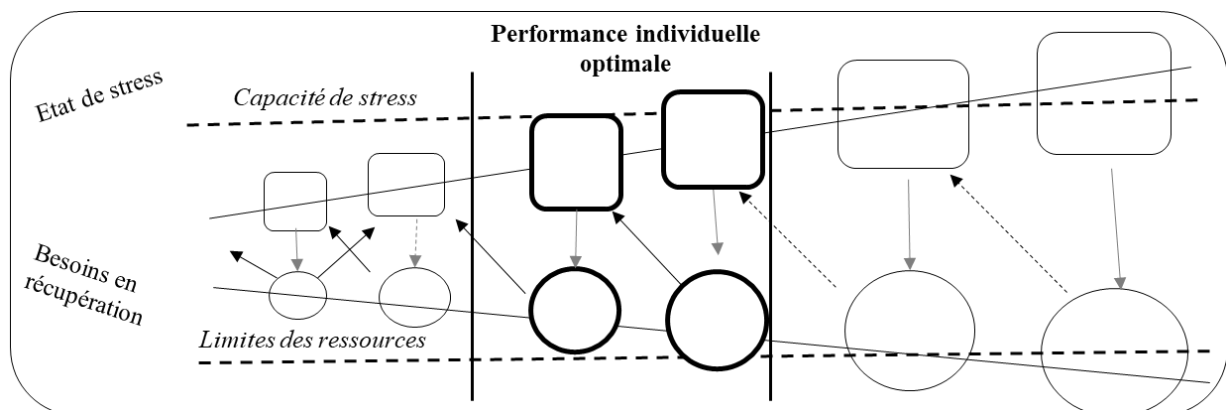 Performance individuelle
optimale
Etat de stress
Capacité de stress
Besoins en
récupération
Limites des ressources